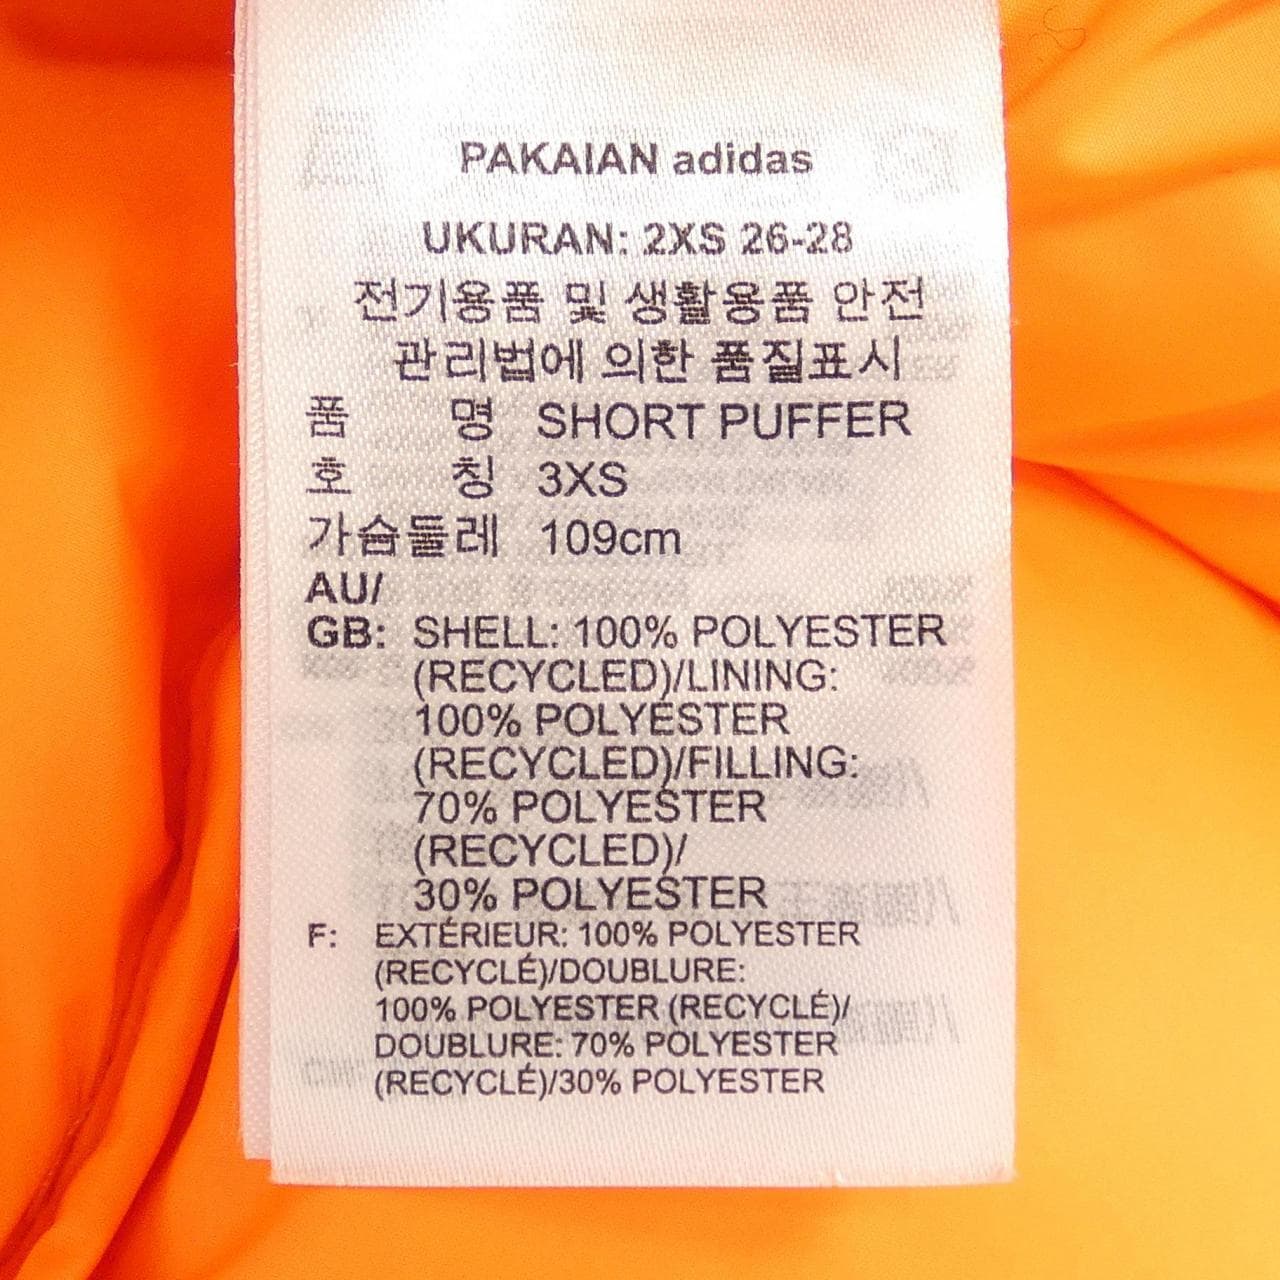 PAKAIAN adidas
UKURAN: 2XS 26-28
전기용품 및 생활용품 안전
관리법에 의한 품질표시
품 명 SHORT PUFFER
호 칭 3XS
가슴둘레 109cm
AU/
GB: SHELL: 100% POLYESTER
(RECYCLED)/LINING:
100% POLYESTER
(RECYCLED)/FILLING:
70% POLYESTER
(RECYCLED)/
30% POLYESTER
F: EXTÉRIEUR: 100% POLYESTER
(RECYCLÉ)/DOUBLURE:
100% POLYESTER (RECYCLÉ)/
DOUBLURE: 70% POLYESTER
(RECYCLÉ)/30% POLYESTER